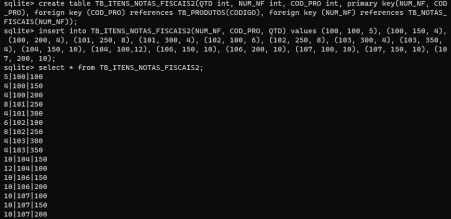 sqlite> create table TB_ITENS_NOTAS_FISCAIS2(QTD int, NUM_NF int, COD_PRO int, primary key(NUM_NF, COD
_PRO), foreign key (COD_PRO) references TB_PRODUTOS(CODIGO), foreign key (NUM_NF) references TB_NOTAS_
FISCAIS(NUM_NF));
sqlite> insert into TB_ITENS_NOTAS_FISCAIS2(NUM_NF, COD_PRO, QTD) values (100, 100, 5), (100, 150, 4),
(100, 200, 4), (101, 250, 8), (101, 300, 4), (102, 100, 6), (102, 250, 8), (103, 300, 4), (103, 350,
4), (104, 150, 10), (104, 100,12), (106, 150, 10), (106, 200, 10), (107, 100, 10), (107, 150, 10), (10
7, 200, 10);
sqlite> select * from TB_ITENS_NOTAS_FISCAIS2;
5|100|100
4|100|150
4|100|200
8|101|250
4|101|300
6|102|100
8|102|250
4|103|300
4|103|350
10|104|150
12|104|100
10|106|150
10|106|200
10|107|100
10|107|150
10|107|200